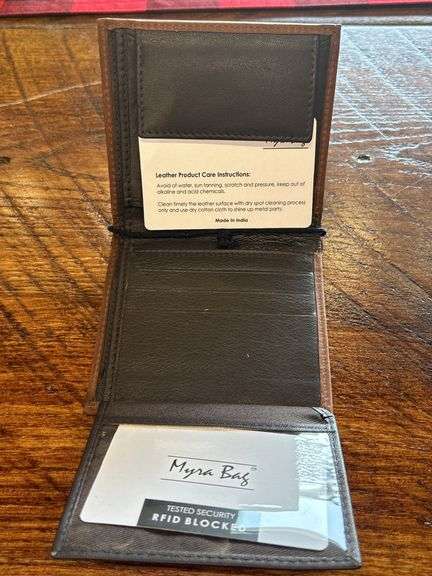 Leather Product Care Instructions:
Avoid of water, sun tanning, scratch and pressure, keep out of
alkaline and acid chemicals.
Clean timely the leather surface with dry spot cleaning process
only and use dry cotton cloth to shine up metal parts.
Made in India
Myra Bag
TESTED SECURITY
RFID BLOCKED